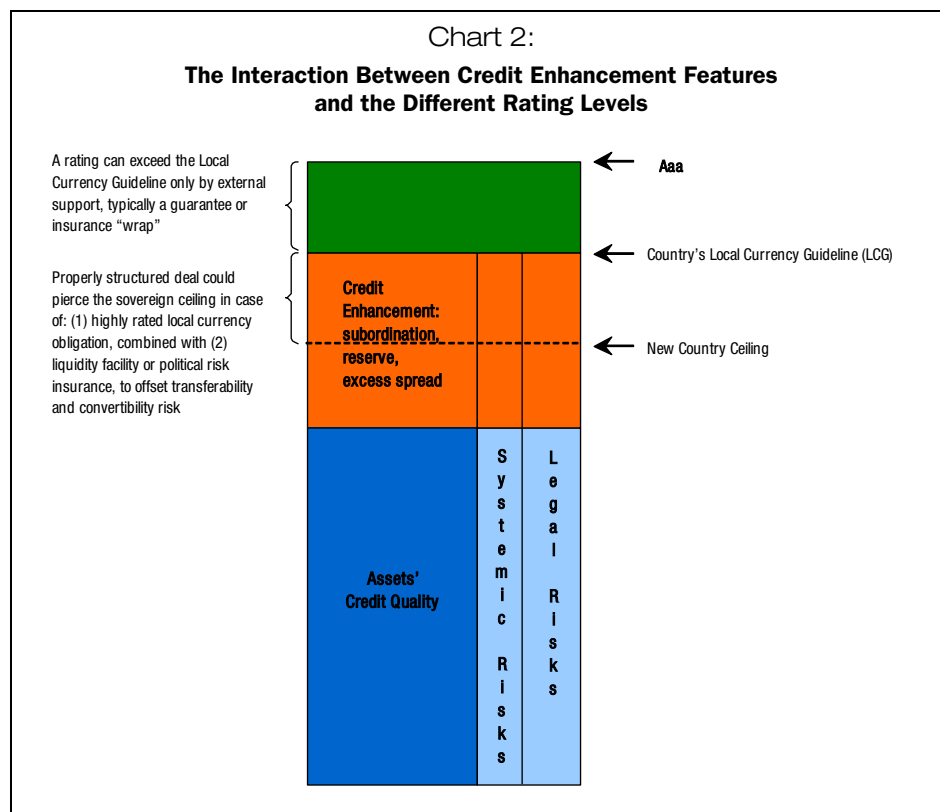 Chart 2:
The Interaction Between Credit Enhancement Features
and the Different Rating Levels
A rating can exceed the Local
Currency Guideline only by external
support, typically a guarantee or
insurance “wrap”
Aaa
Country’s Local Currency Guideline (LCG)
Properly structured deal could
pierce the sovereign ceiling in case
of: (1) highly rated local currency
obligation, combined with (2)
liquidity facility or political risk
insurance, to offset transferability
and convertibility risk
Credit
Enhancement:
subordination,
reserve,
excess spread
New Country Ceiling
Assets’
Credit Quality
Systemic Risks
Legal Risks